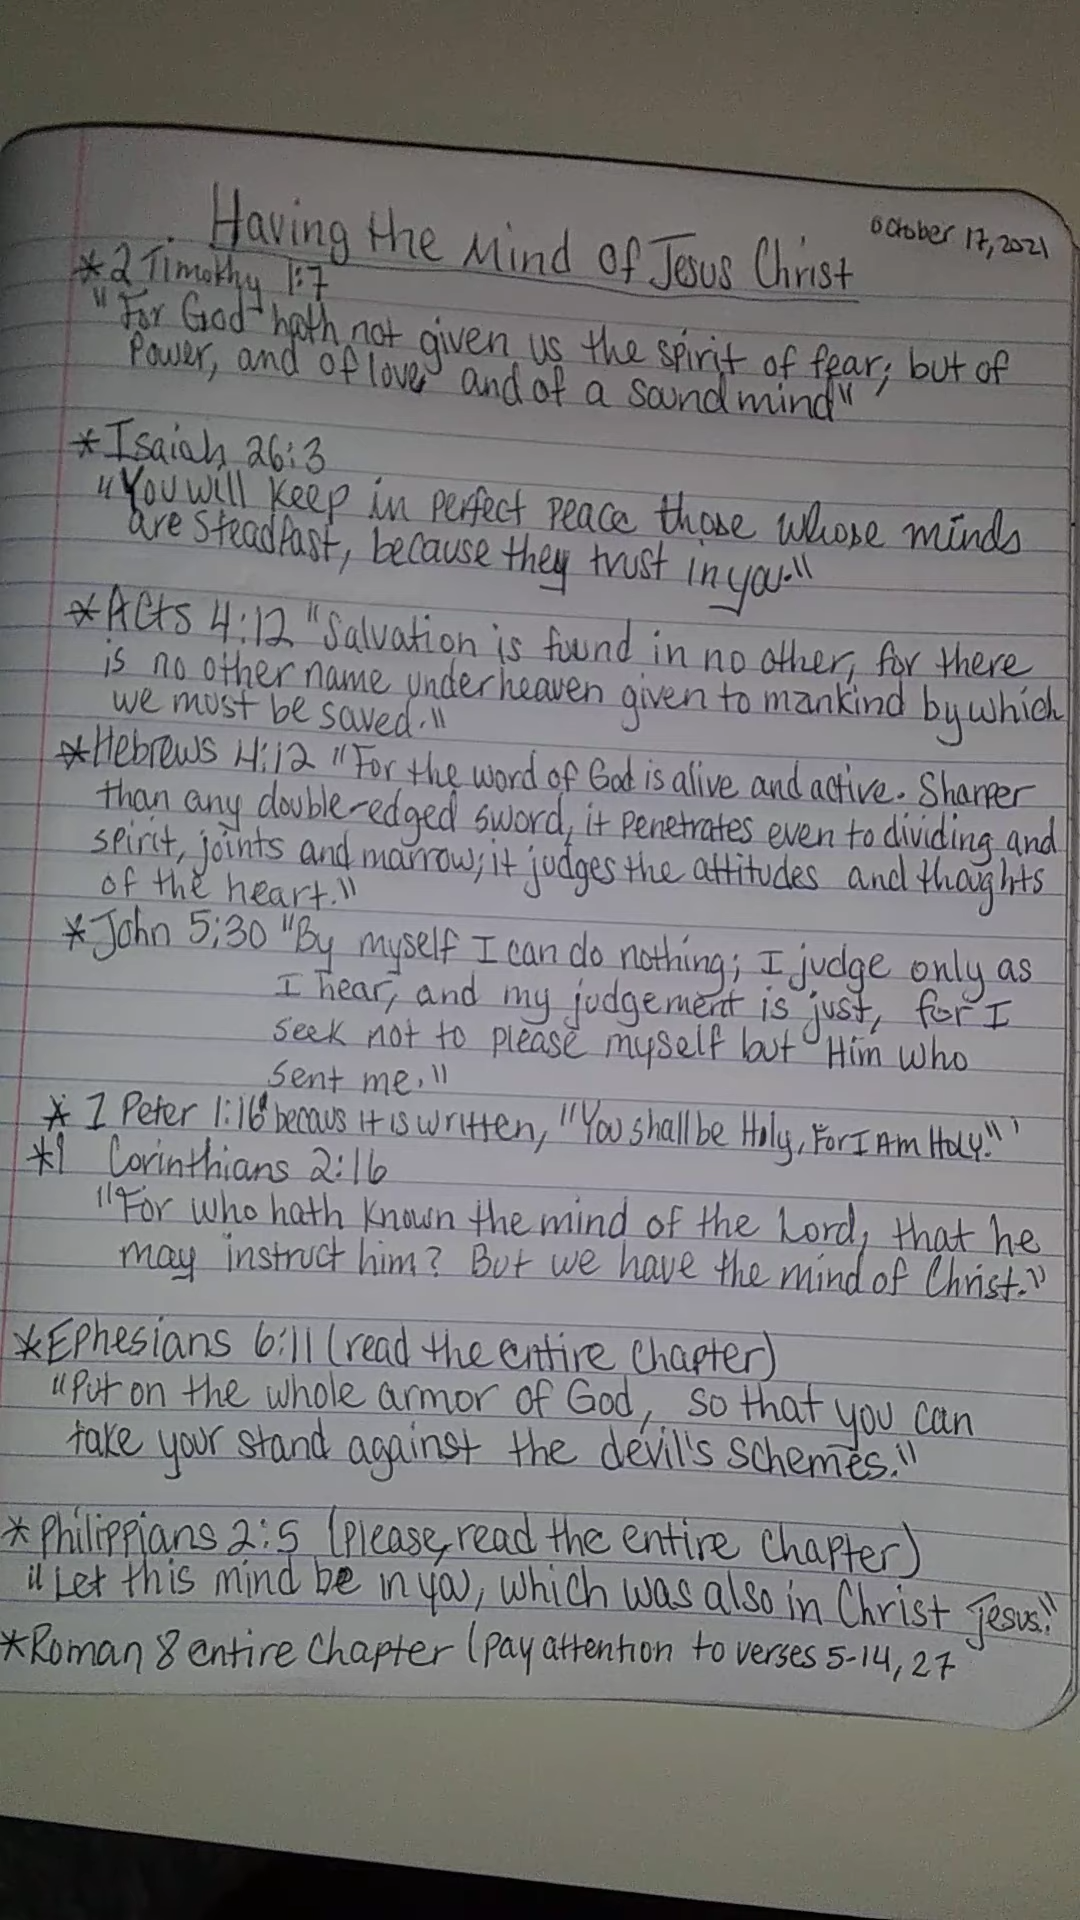 Having the Mind of Jesus Christ
October 17, 2021
*2 Timothy 1:7
"For God hath not given us the spirit of fear; but of
Power, and of love and of a sound mind"
*Isaiah 26:3
"You will keep in perfect peace those whose minds
are steadfast, because they trust in you."
*Acts 4:12 "Salvation is found in no other, for there
is no other name under heaven given to mankind by which
we must be saved."
*Hebrews 4:12 "For the word of God is alive and active. Sharper
than any double-edged sword, it penetrates even to dividing and
spirit, joints and marrow; it judges the attitudes and thoughts
of the heart."
*John 5:30 "By myself I can do nothing; I judge only as
I hear, and my judgement is just, for I
seek not to please myself but Him who
sent me."
*1 Peter 1:16 "becaus it is written, "You shall be Holy, For I Am Holy."'
*1 Corinthians 2:16
"For who hath known the mind of the Lord, that he
may instruct him? But we have the mind of Christ."
*Ephesians 6:11 (read the entire Chapter)
"Put on the whole armor of God, so that you can
take your stand against the devil's schemes."
*Philippians 2:5 (please, read the entire chapter)
"Let this mind be in you, which was also in Christ Jesus."
*Roman 8 entire Chapter (pay attention to verses 5-14, 27